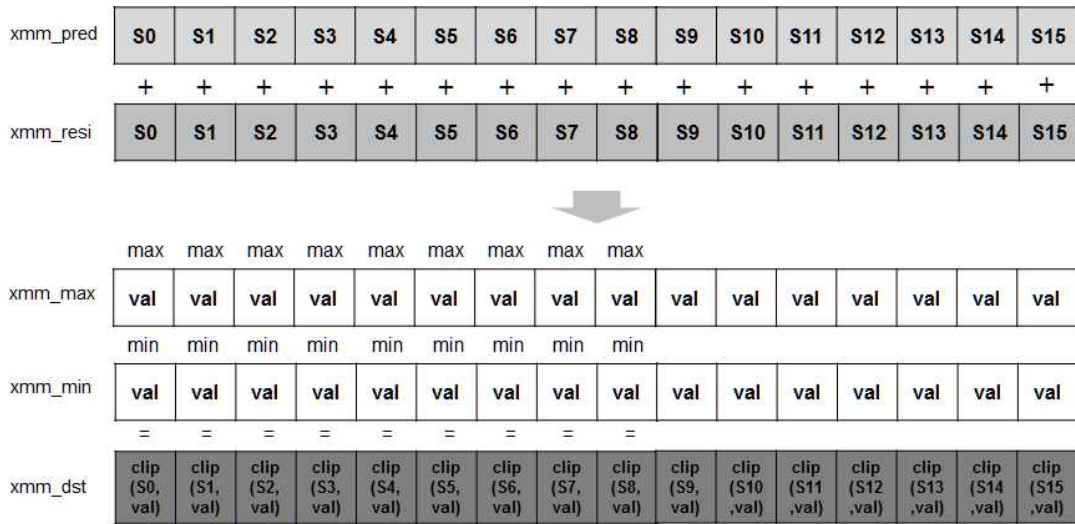 xmm_pred S0 S1 S2 S3 S4 S5 S6 S7 S8 S9 S10 S11 S12 S13 S14 S15
+ + + + + + + + + + + + + + + +
xmm_resi S0 S1 S2 S3 S4 S5 S6 S7 S8 S9 S10 S11 S12 S13 S14 S15
max max max max max max max max max
xmm_max val val val val val val val val val val val val val val val val
min min min min min min min min min
xmm_min val val val val val val val val val val val val val val val val
= = = = = = = = =
clip clip clip clip clip clip clip clip clip clip clip clip clip clip clip clip
xmm_dst (S0, (S1, (S2, (S3, (S4, (S5, (S6, (S7, (S8, (S9, (S10 (S11 (S12 (S13 (S14 (S15
val) val) val) val) val) val) val) val) val) val) ,val) ,val) ,val) ,val) ,val) ,val)